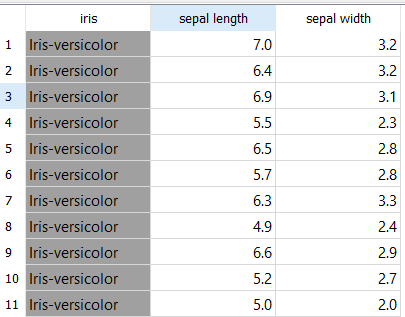 iris sepal length sepal width
1 Iris-versicolor 7.0 3.2
2 Iris-versicolor 6.4 3.2
3 Iris-versicolor 6.9 3.1
4 Iris-versicolor 5.5 2.3
5 Iris-versicolor 6.5 2.8
6 Iris-versicolor 5.7 2.8
7 Iris-versicolor 6.3 3.3
8 Iris-versicolor 4.9 2.4
9 Iris-versicolor 6.6 2.9
10 Iris-versicolor 5.2 2.7
11 Iris-versicolor 5.0 2.0